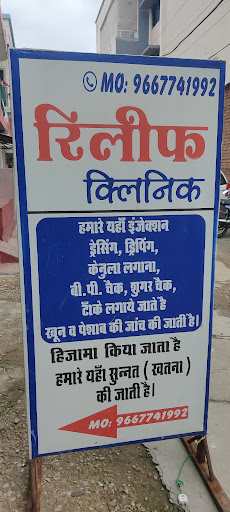 MO: 9667741992
रिलीफ
क्लिनिक
हमारे यहाँ इंजेक्शन
ड्रेसिंग, ड्रिपिंग,
केनुला लगाना,
बी.पी. चैक, शुगर चैक,
टाँके लगाये जाते है
खून व पेशाब की जांच की जाती है।
हिजामा किया जाता है
हमारे यहाँ सुन्नत ( खतना )
की जाती है।
MO: 9667741992